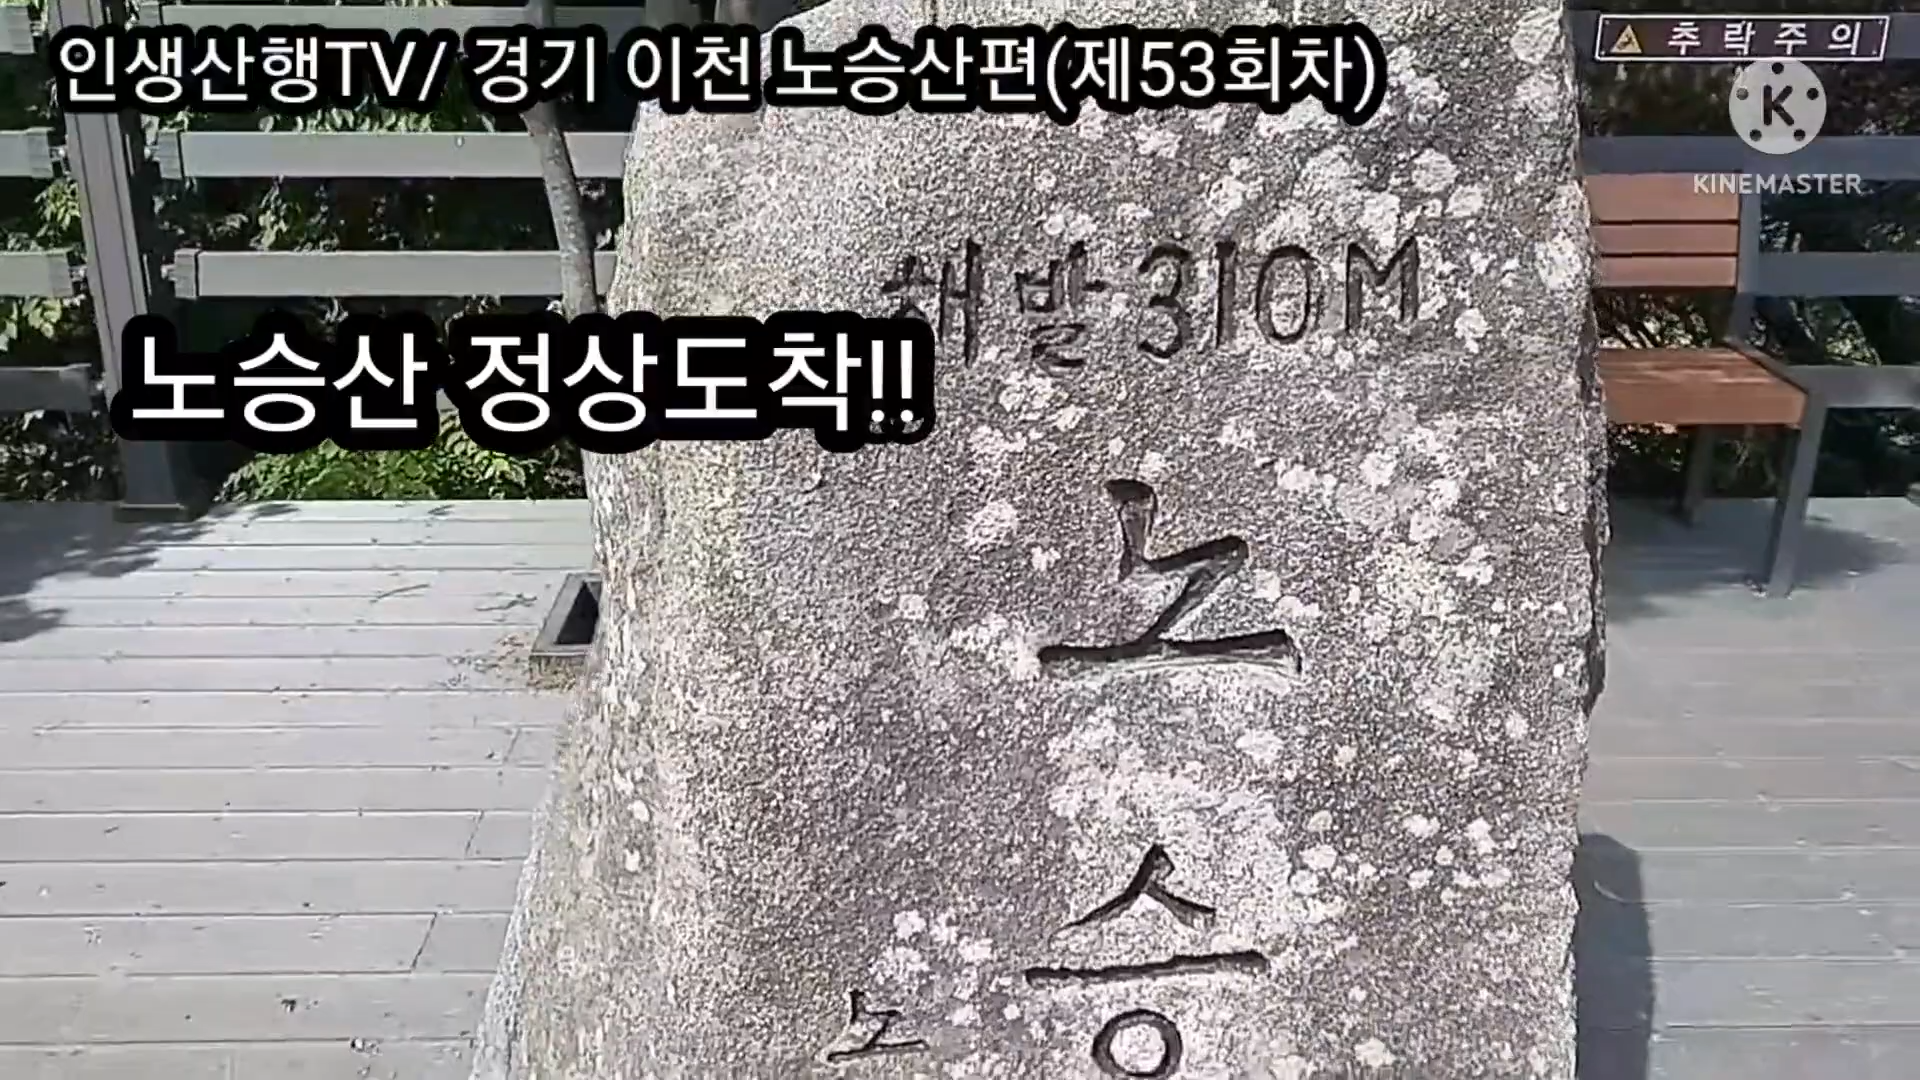 인생산행TV/ 경기 이천 노승산편(제53회차)
추락주의
KINEMASTER
해발310M
노승산 정상도착!!
노
승
노